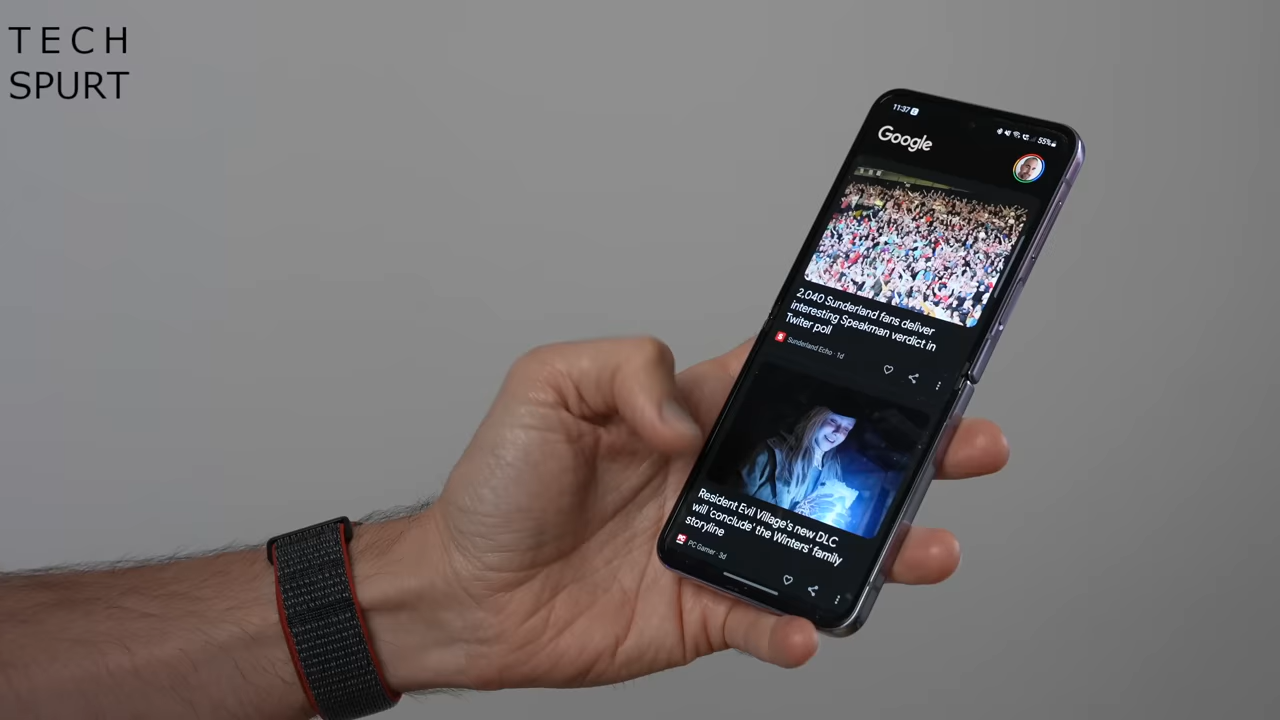 TECH
SPURT
11:37
55%
Google
2,040 Sunderland fans deliver
interesting Speakman verdict in
Twiter poll
Sunderland Echo · 1d
Resident Evil Village's new DLC
will 'conclude' the Winters' family
storyline
PC Gamer · 3d